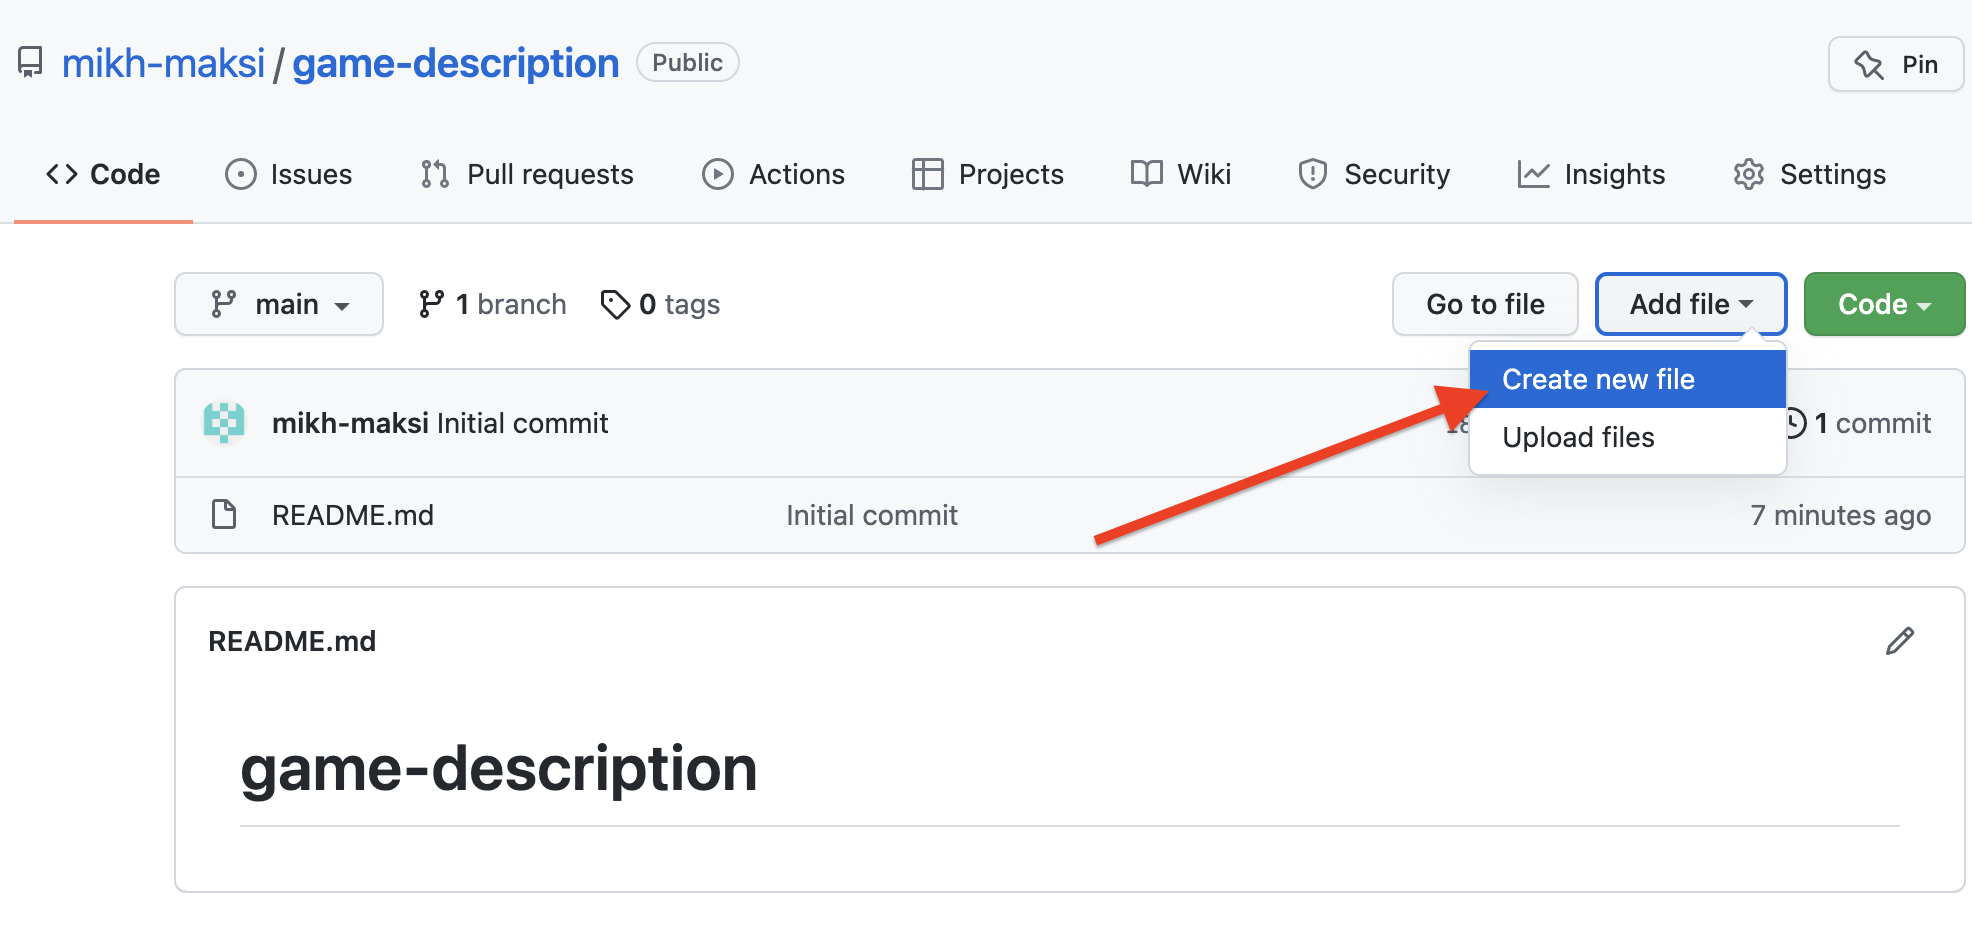 mikh-maksi / game-description Public Pin
Code Issues Pull requests Actions Projects Wiki Security Insights Settings
main 1 branch 0 tags Go to file Add file Code
Create new file
Upload files
mikh-maksi Initial commit 1 commit
README.md Initial commit 7 minutes ago
README.md
game-description